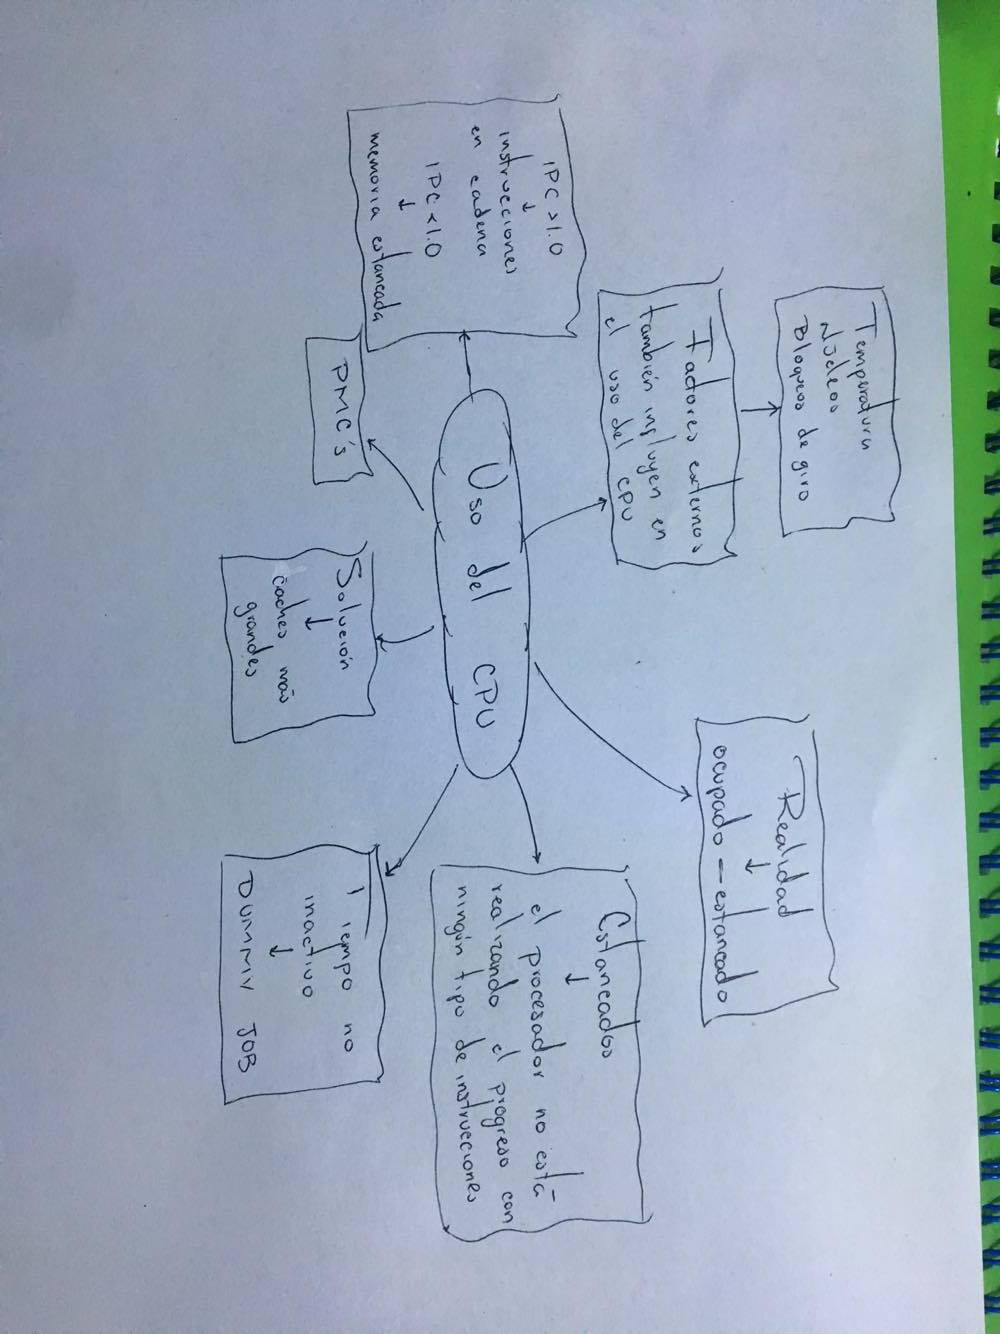 Temperatura
Núcleos
Bloqueos de giro
Factores externos
también influyen en
el uso del CPU
IPC > 1.0
↓
instrucciones
en cadena
IPC < 1.0
↓
memoria estancada
Realidad
↓
ocupado - estancado
Uso del CPU
PMC's
Estancados
↓
el procesador no está
realizando el progreso con
ningún tipo de instrucciones
Solución
↓
caches más
grandes
Tiempo no
inactivo
↓
DUMMY JOB